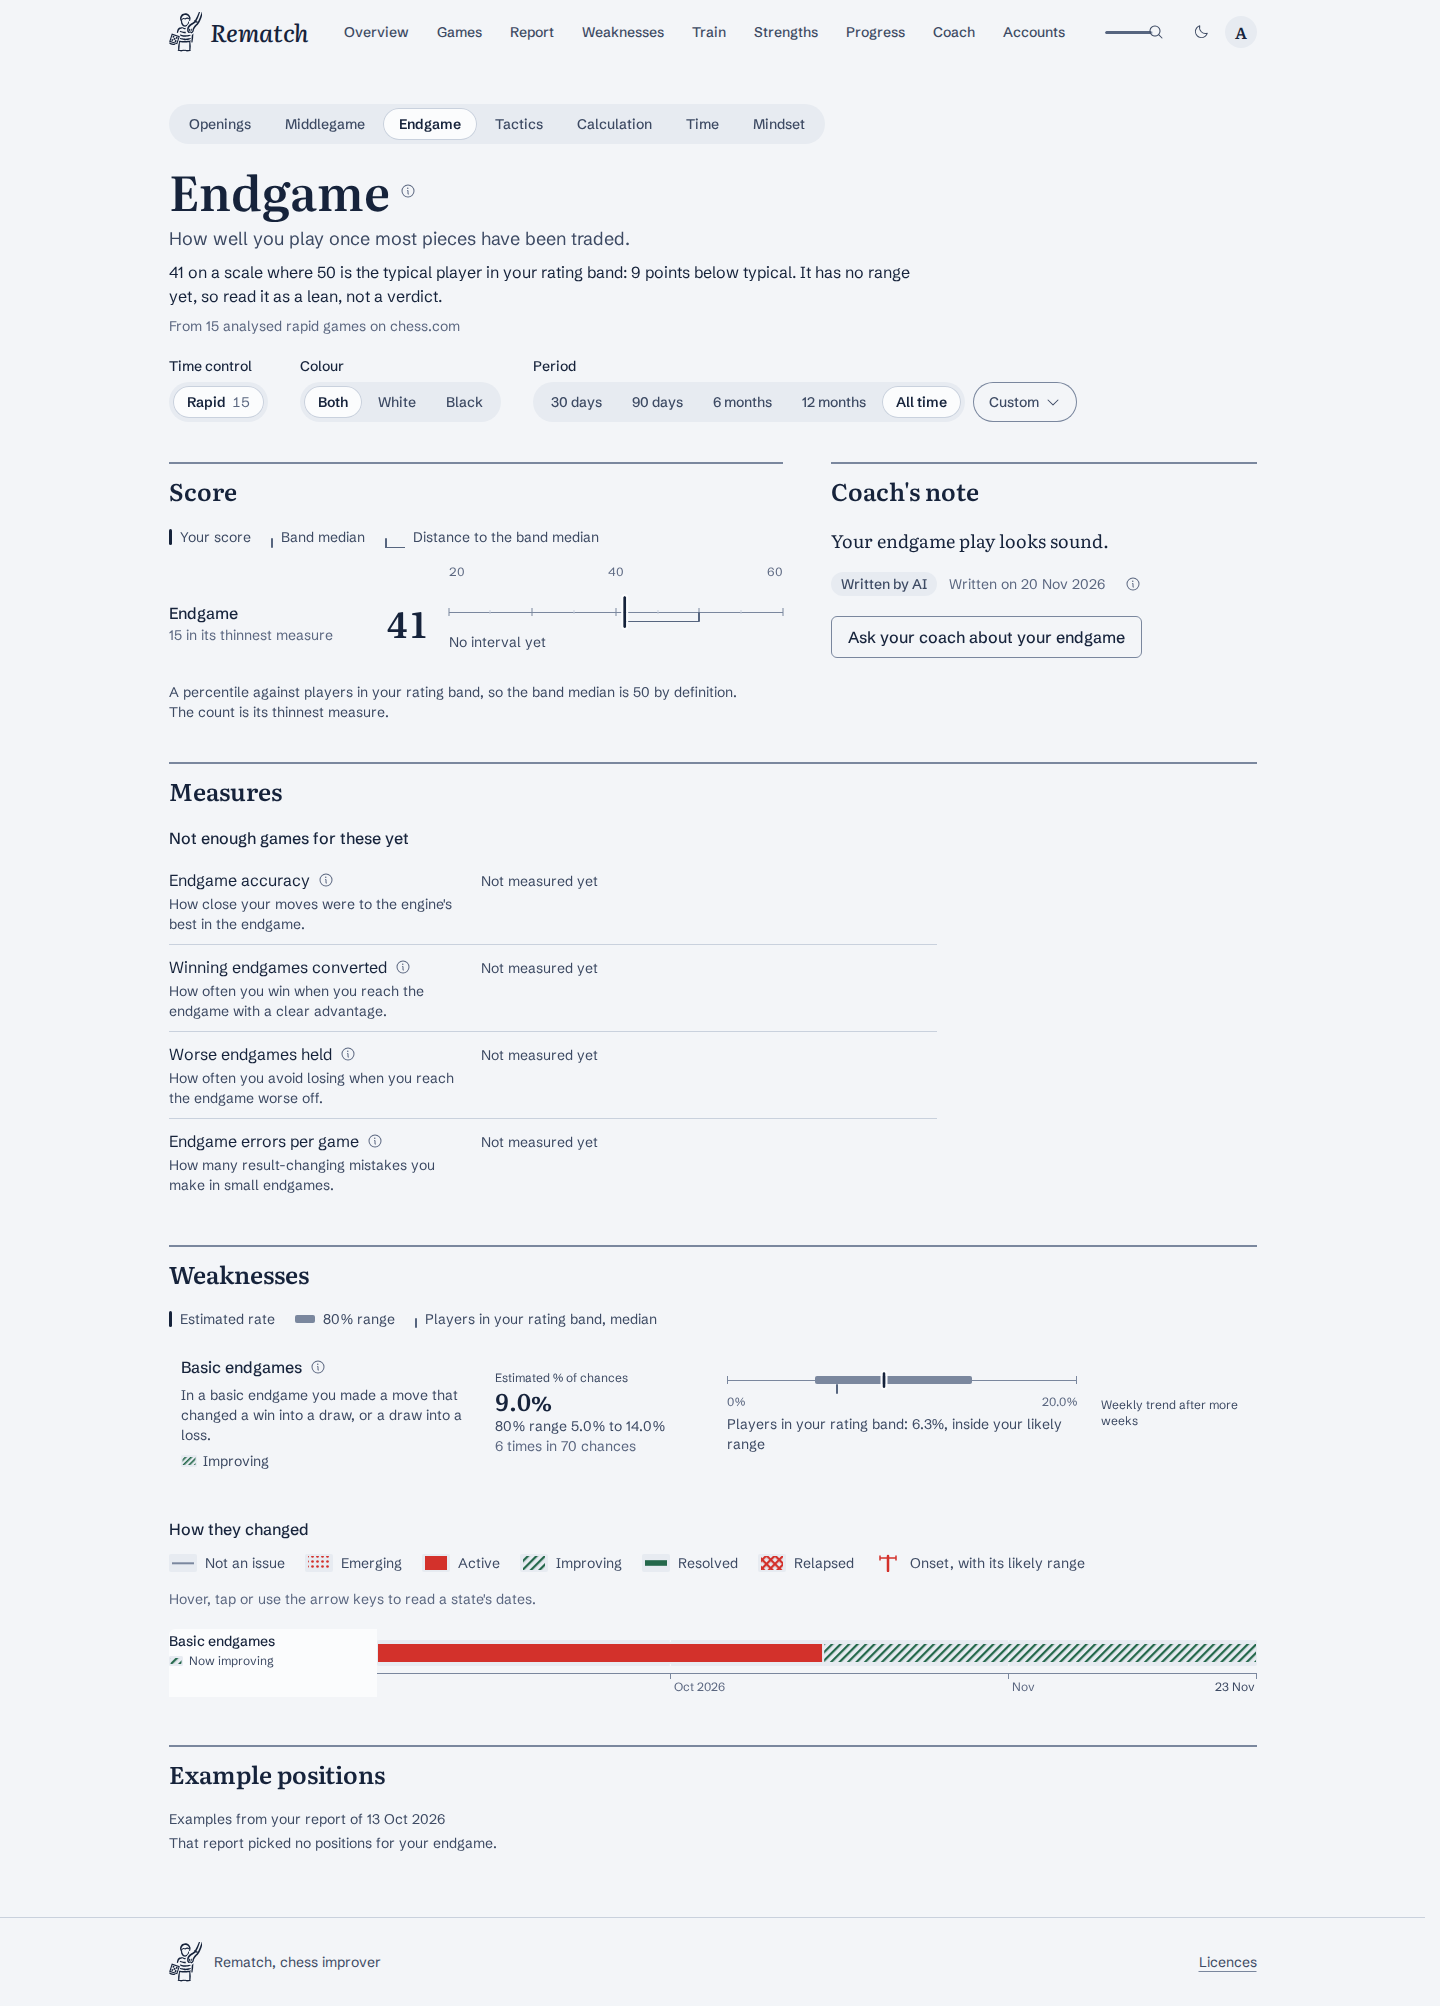 Rematch
Overview Games Report Weaknesses Train Strengths Progress Coach Accounts
A
Openings Middlegame Endgame Tactics Calculation Time Mindset
Endgame
How well you play once most pieces have been traded.
41 on a scale where 50 is the typical player in your rating band: 9 points below typical. It has no range
yet, so read it as a lean, not a verdict.
From 15 analysed rapid games on chess.com
Time control Colour Period
Rapid 15 Both White Black 30 days 90 days 6 months 12 months All time Custom
Score
Your score Band median Distance to the band median
20 40 60
Endgame
15 in its thinnest measure
41
No interval yet
A percentile against players in your rating band, so the band median is 50 by definition.
The count is its thinnest measure.
Coach's note
Your endgame play looks sound.
Written by AI Written on 20 Nov 2026
Ask your coach about your endgame
Measures
Not enough games for these yet
Endgame accuracy Not measured yet
How close your moves were to the engine's
best in the endgame.
Winning endgames converted Not measured yet
How often you win when you reach the
endgame with a clear advantage.
Worse endgames held Not measured yet
How often you avoid losing when you reach
the endgame worse off.
Endgame errors per game Not measured yet
How many result-changing mistakes you
make in small endgames.
Weaknesses
Estimated rate 80% range Players in your rating band, median
Basic endgames
In a basic endgame you made a move that
changed a win into a draw, or a draw into a
loss.
Improving
Estimated % of chances
9.0%
80% range 5.0% to 14.0%
6 times in 70 chances
0% 20.0%
Players in your rating band: 6.3%, inside your likely
range
Weekly trend after more
weeks
How they changed
Not an issue Emerging Active Improving Resolved Relapsed Onset, with its likely range
Hover, tap or use the arrow keys to read a state's dates.
Basic endgames
Now improving
Oct 2026 Nov 23 Nov
Example positions
Examples from your report of 13 Oct 2026
That report picked no positions for your endgame.
Rematch, chess improver Licences